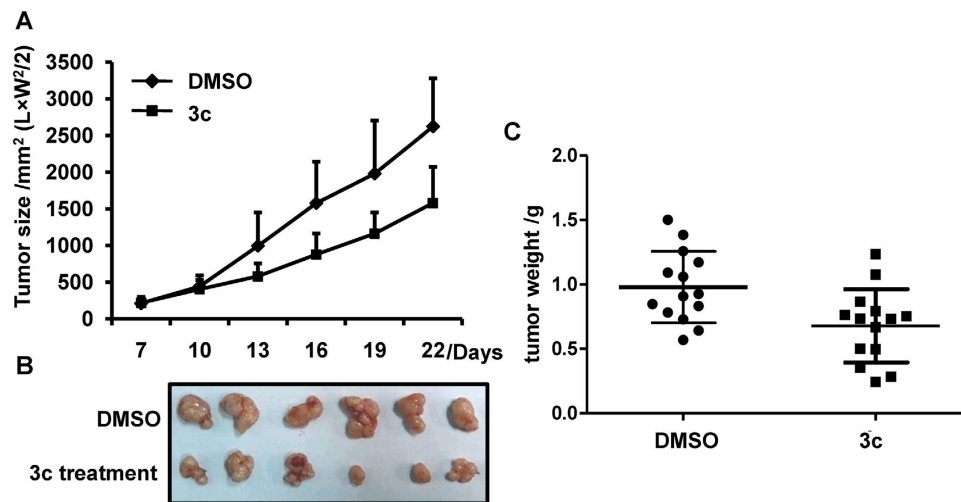 A
Tumor size /mm² (L×W²/2)
3500
3000
2500
2000
1500
1000
500
0
DMSO
3c
7 10 13 16 19 22/Days
B
DMSO
3c treatment
C
tumor weight /g
2.0
1.5
1.0
0.5
0.0
DMSO 3c